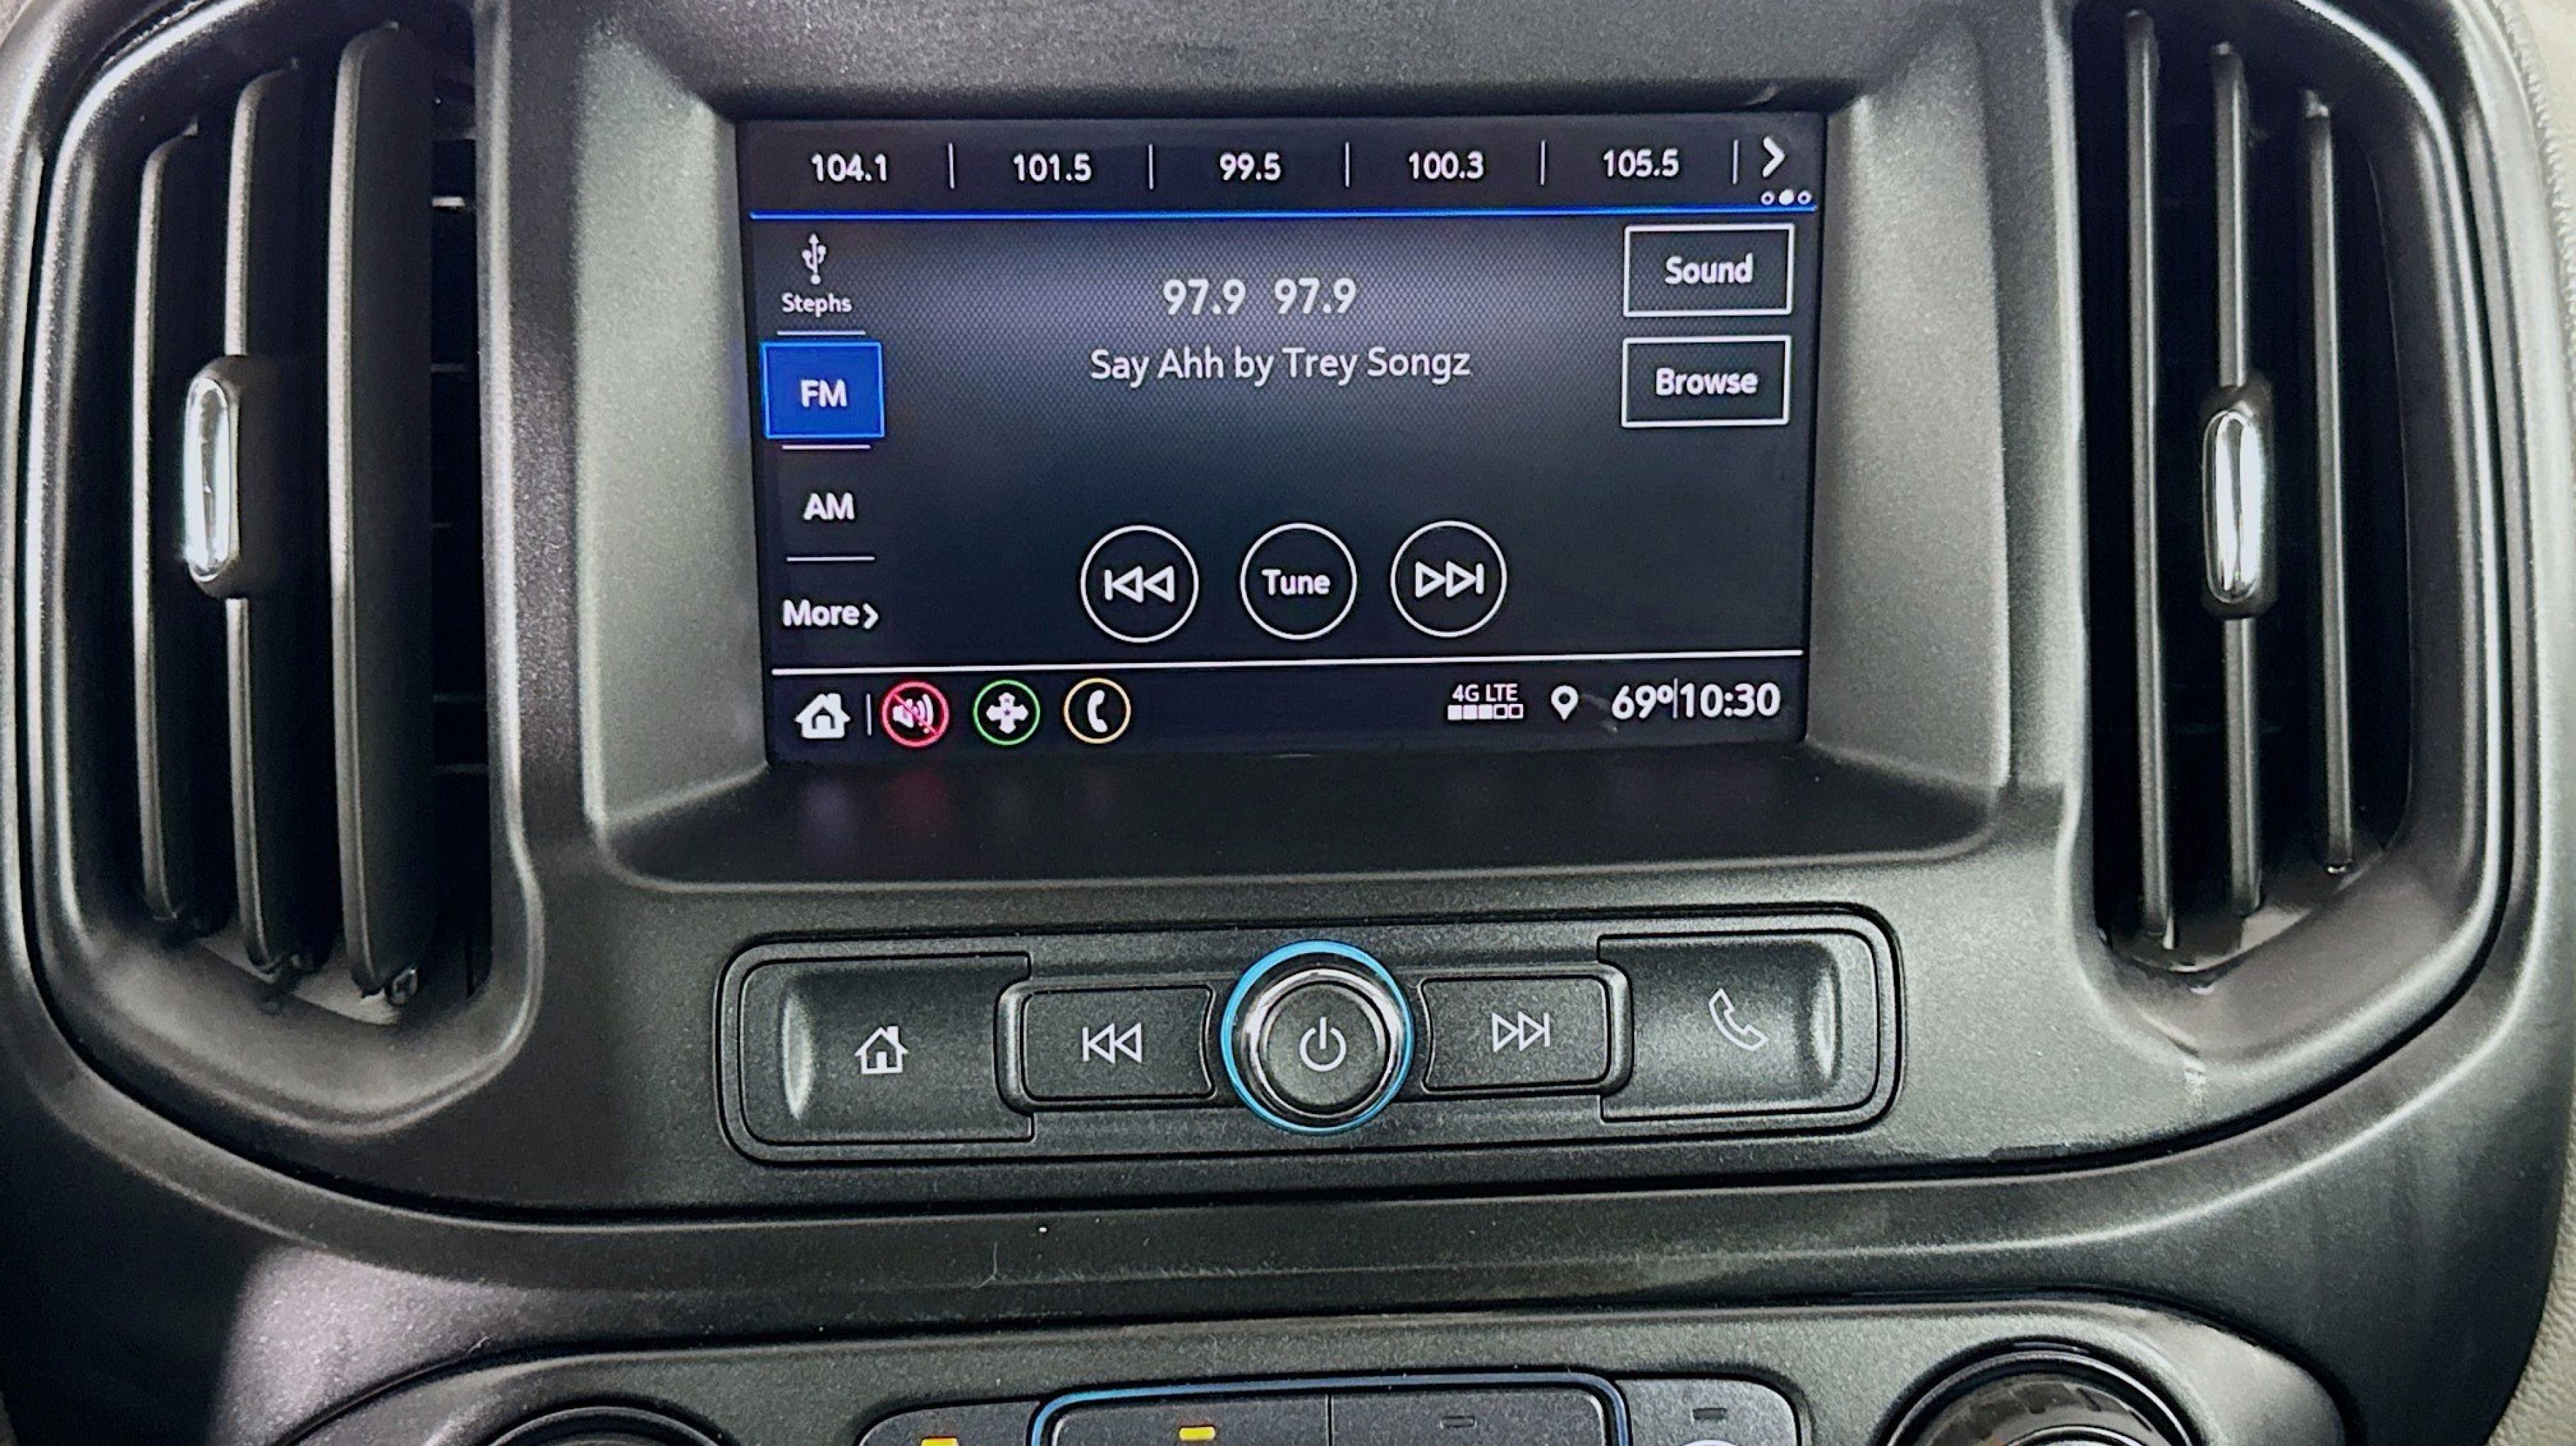 104.1 | 101.5 | 99.5 | 100.3 | 105.5
Stephs
97.9 97.9
Sound
Say Ahh by Trey Songz
FM
Browse
AM
Tune
More
4G LTE
69° 10:30